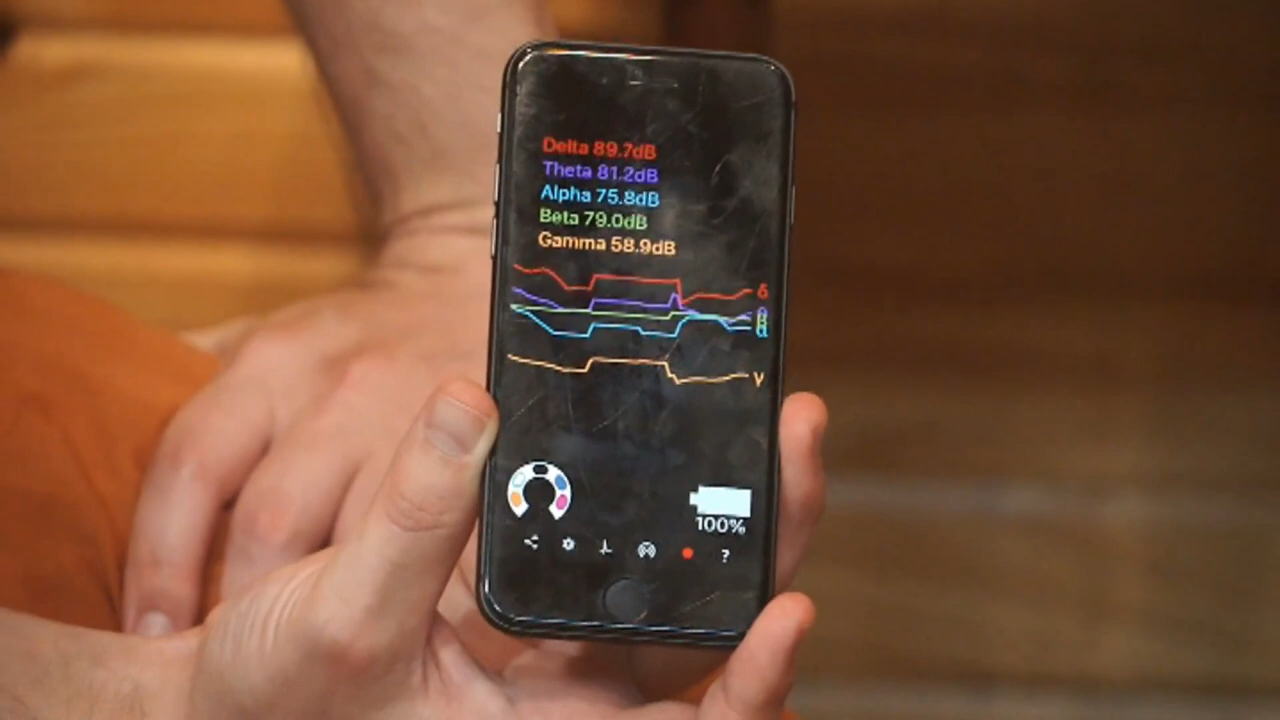 Delta 89.7dB
Theta 81.2dB
Alpha 75.8dB
Beta 79.0dB
Gamma 58.9dB
δ
θ
β
α
γ
100%
?